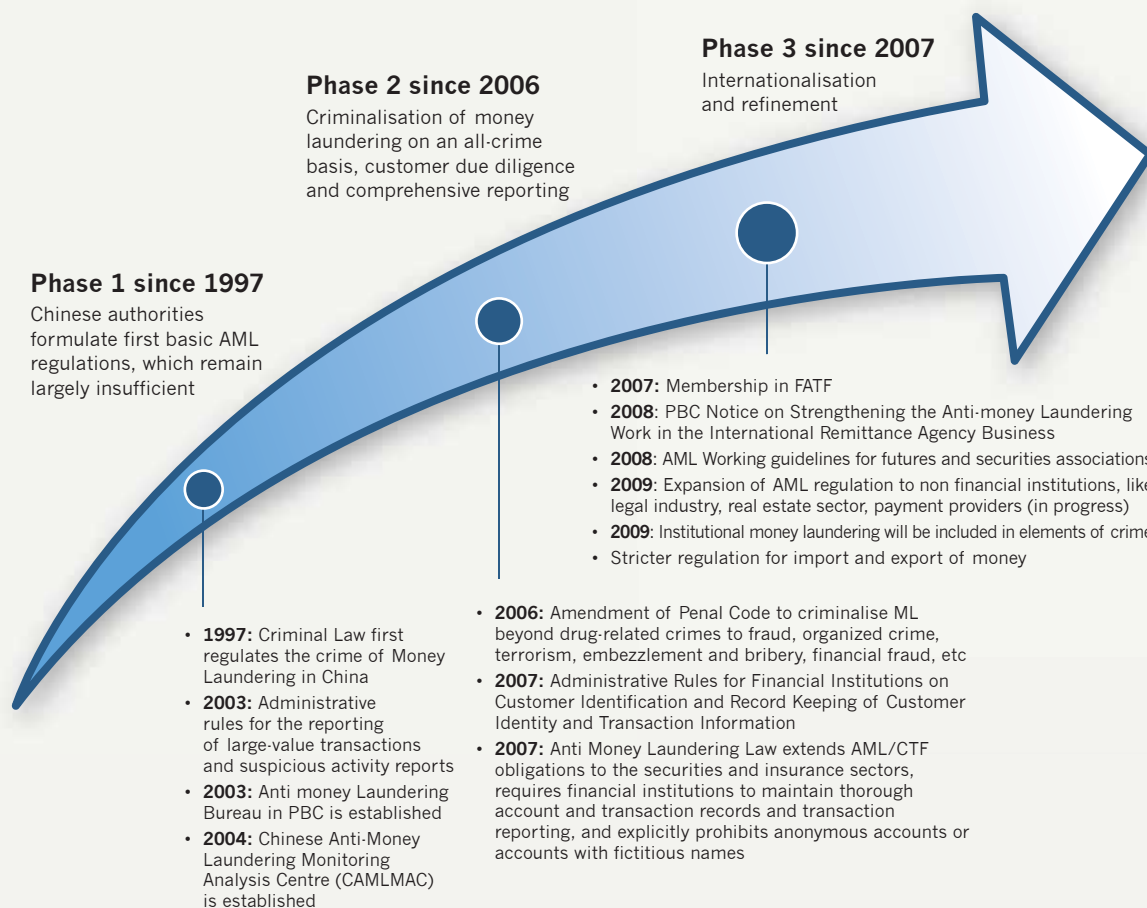 Phase 1 since 1997
Chinese authorities
formulate first basic AML
regulations, which remain
largely insufficient
Phase 2 since 2006
Criminalisation of money
laundering on an all-crime
basis, customer due diligence
and comprehensive reporting
Phase 3 since 2007
Internationalisation
and refinement
• 1997: Criminal Law first
regulates the crime of Money
Laundering in China
• 2003: Administrative
rules for the reporting
of large-value transactions
and suspicious activity reports
• 2003: Anti money Laundering
Bureau in PBC is established
• 2004: Chinese Anti-Money
Laundering Monitoring
Analysis Centre (CAMLMAC)
is established
• 2006: Amendment of Penal Code to criminalise ML
beyond drug-related crimes to fraud, organized crime,
terrorism, embezzlement and bribery, financial fraud, etc
• 2007: Administrative Rules for Financial Institutions on
Customer Identification and Record Keeping of Customer
Identity and Transaction Information
• 2007: Anti Money Laundering Law extends AML/CTF
obligations to the securities and insurance sectors,
requires financial institutions to maintain thorough
account and transaction records and transaction
reporting, and explicitly prohibits anonymous accounts or
accounts with fictitious names
• 2007: Membership in FATF
• 2008: PBC Notice on Strengthening the Anti-money Laundering
Work in the International Remittance Agency Business
• 2008: AML Working guidelines for futures and securities associations
• 2009: Expansion of AML regulation to non financial institutions, like
legal industry, real estate sector, payment providers (in progress)
• 2009: Institutional money laundering will be included in elements of crime
• Stricter regulation for import and export of money